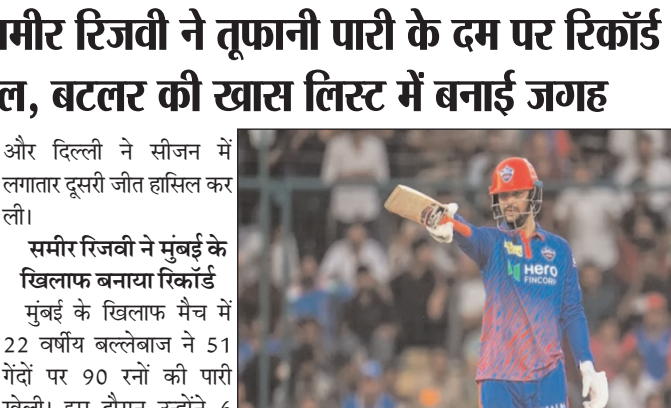 मीर रिजवी ने तूफानी पारी के दम पर रिकॉर्ड
ल, बटलर की खास लिस्ट में बनाई जगह
और दिल्ली ने सीजन में
लगातार दूसरी जीत हासिल कर
ली।
समीर रिजवी ने मुंबई के
खिलाफ बनाया रिकॉर्ड
मुंबई के खिलाफ मैच में
22 वर्षीय बल्लेबाज ने 51
गेंदों पर 90 रनों की पारी
Hero
FINCORP